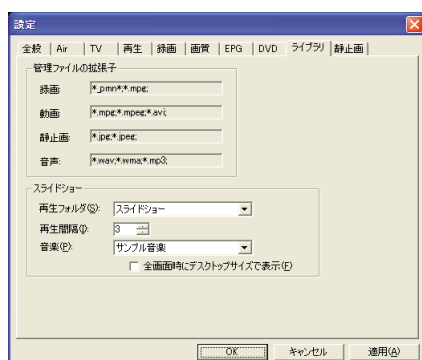 設定
全般 Air TV 再生 録画 画質 EPG DVD ライブラリ 静止画
管理ファイルの拡張子
録画: *_pmn*;*.mpg;
動画: *.mpg;*.mpeg;*.avi;
静止画: *.jpg;*.jpeg;
音声: *.wav;*.wma;*.mp3;
スライドショー
再生フォルダ(S): スライドショー
再生間隔(I): 3
音楽(P): サンプル音楽
全画面時にデスクトップサイズで表示(F)
OK キャンセル 適用(A)